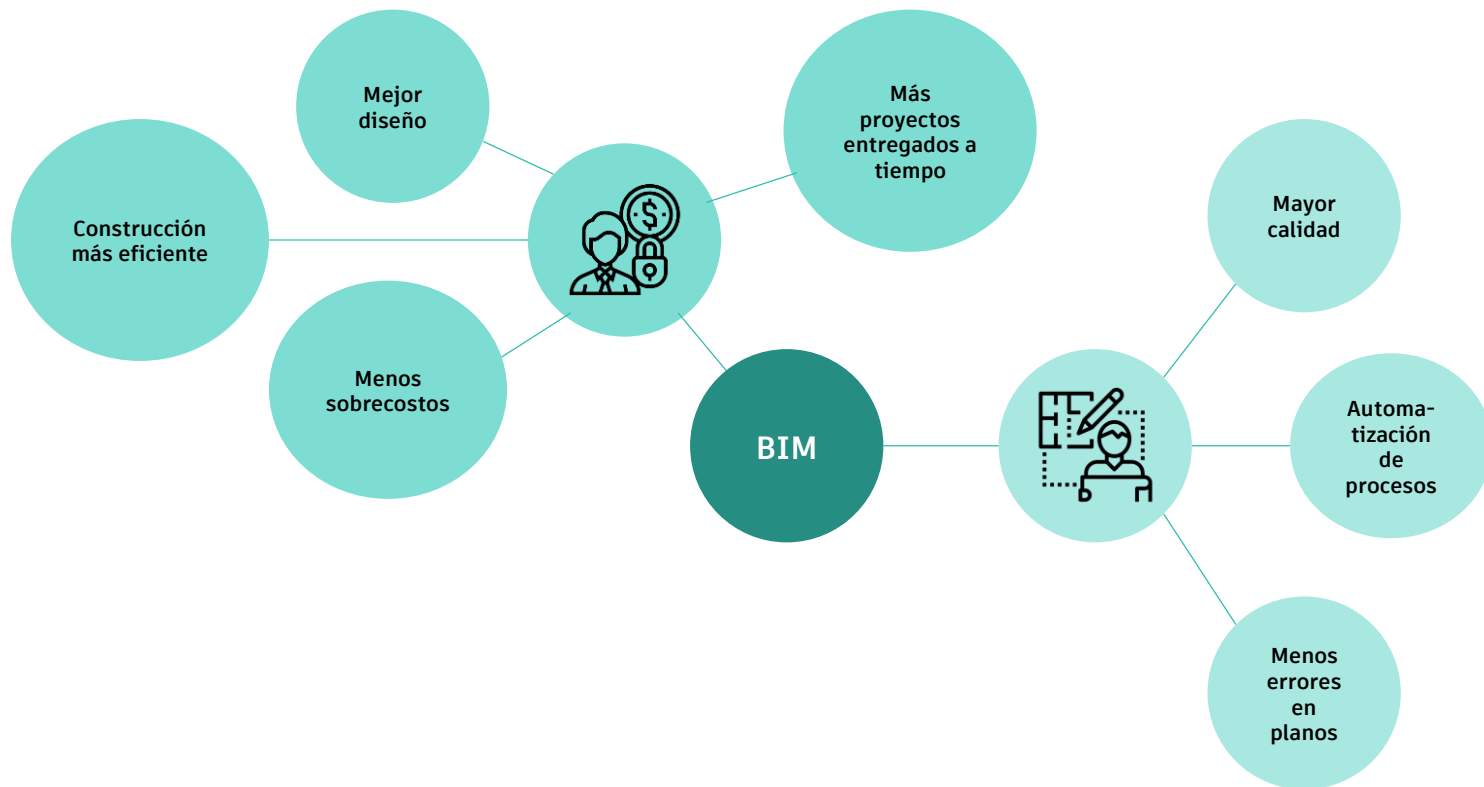 Mejor
diseño
Más
proyectos
entregados a
tiempo
Construcción
más eficiente
$
Menos
sobrecostos
BIM
Mayor
calidad
Automa-
tización
de
procesos
Menos
errores
en
planos